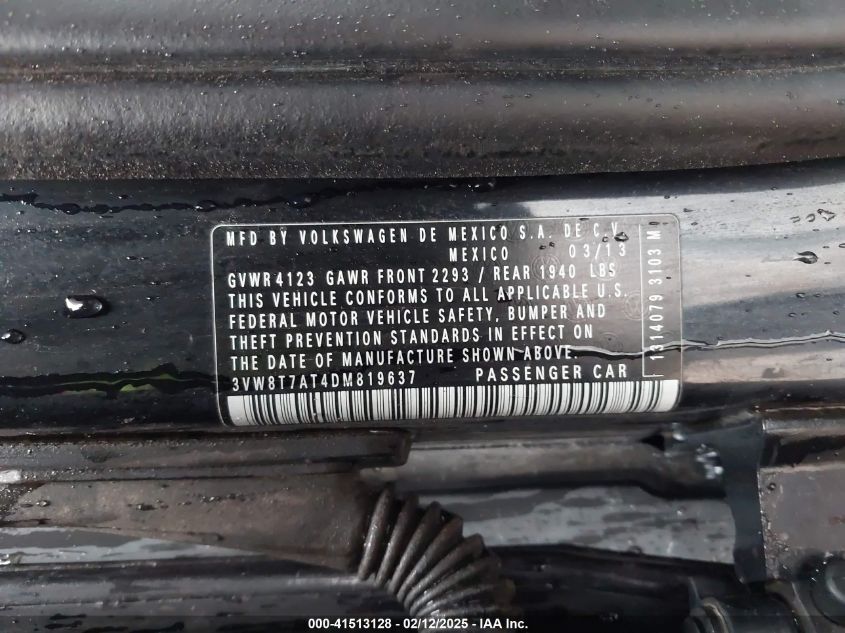 MFD BY VOLKSWAGEN DE MEXICO S.A. DE C.V.
MEXICO 03/13
GVWR 4123 GAWR FRONT 2293 / REAR 1940 LBS
THIS VEHICLE CONFORMS TO ALL APPLICABLE U.S.
FEDERAL MOTOR VEHICLE SAFETY, BUMPER AND
THEFT PREVENTION STANDARDS IN EFFECT ON
THE DATE OF MANUFACTURE SHOWN ABOVE.
3VW8T7AT4DM819637 PASSENGER CAR
1314079 3103 M
000-41513128 - 02/12/2025 - IAA Inc.